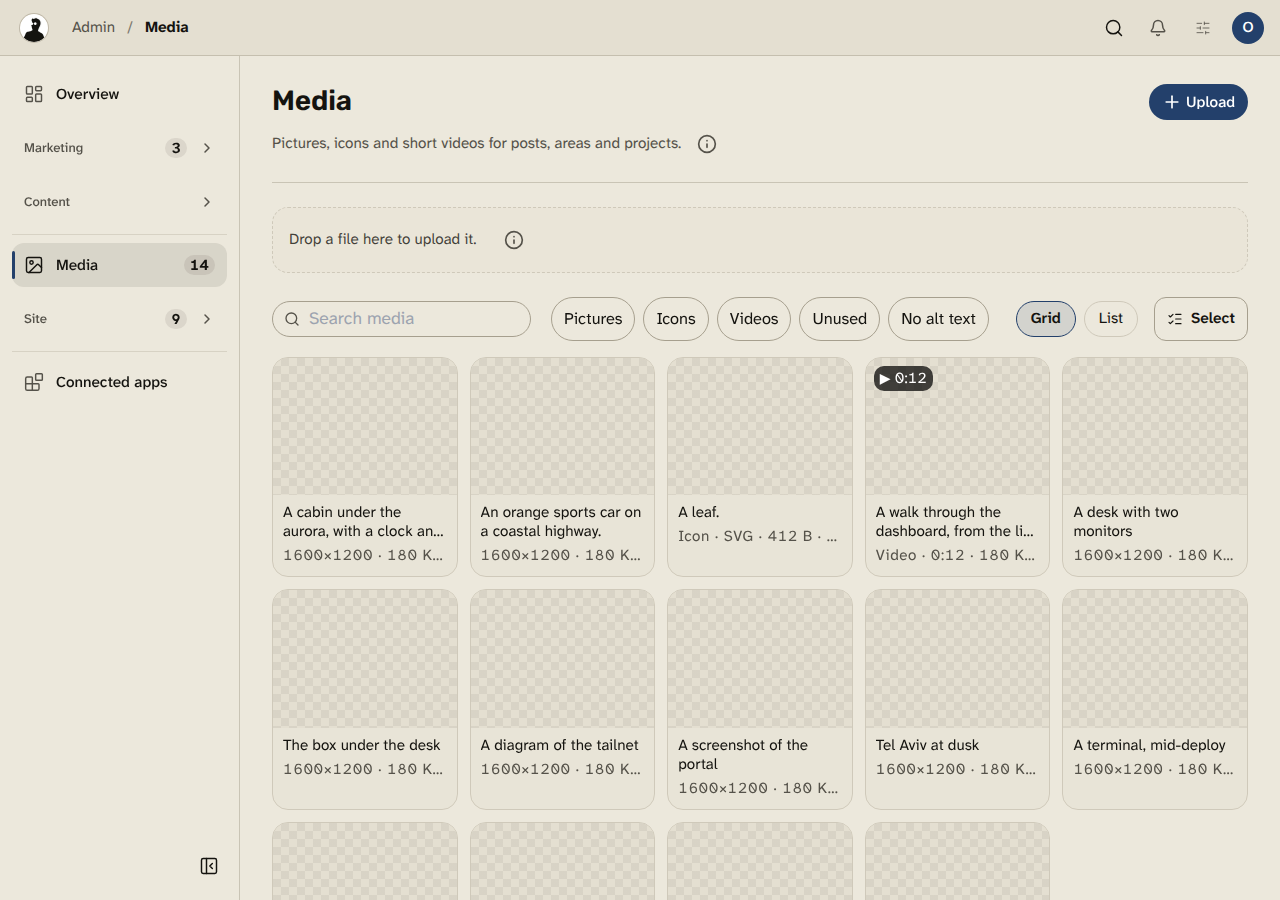 Admin / Media
O
Overview
Marketing 3
Content
Media 14
Site 9
Connected apps
Media
Upload
Pictures, icons and short videos for posts, areas and projects.
Drop a file here to upload it.
Search media
Pictures
Icons
Videos
Unused
No alt text
Grid
List
Select
A cabin under the
aurora, with a clock an…
1600×1200 · 180 K…
An orange sports car on
a coastal highway.
1600×1200 · 180 K…
A leaf.
Icon · SVG · 412 B · …
▶ 0:12
A walk through the
dashboard, from the li…
Video · 0:12 · 180 K…
A desk with two
monitors
1600×1200 · 180 K…
The box under the desk
1600×1200 · 180 K…
A diagram of the tailnet
1600×1200 · 180 K…
A screenshot of the
portal
1600×1200 · 180 K…
Tel Aviv at dusk
1600×1200 · 180 K…
A terminal, mid-deploy
1600×1200 · 180 K…